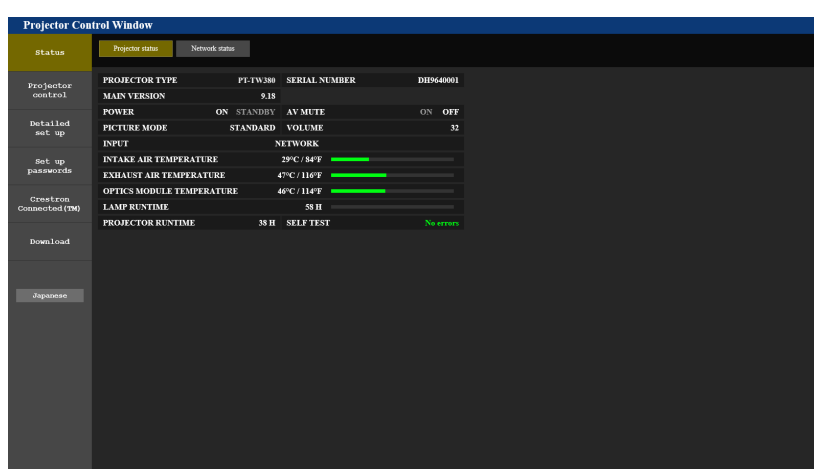 Projector Control Window
Status
Projector status
Network status
Projector
control
Detailed
set up
Set up
passwords
Crestron
Connected(TM)
Download
Japanese
PROJECTOR TYPE PT-TW380 SERIAL NUMBER DH9640001
MAIN VERSION 9.18
POWER ON STANDBY AV MUTE ON OFF
PICTURE MODE STANDARD VOLUME 32
INPUT NETWORK
INTAKE AIR TEMPERATURE 29°C / 84°F
EXHAUST AIR TEMPERATURE 47°C / 116°F
OPTICS MODULE TEMPERATURE 46°C / 114°F
LAMP RUNTIME 58 H
PROJECTOR RUNTIME 38 H SELF TEST No errors